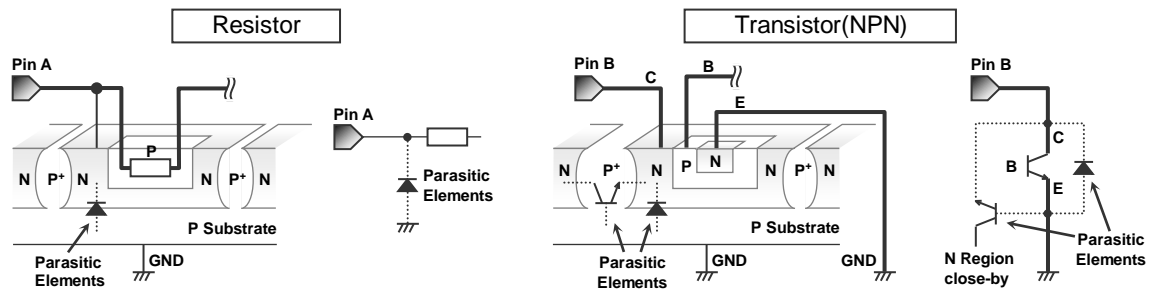 Resistor
Transistor(NPN)
Pin A
P
N
P+
N
N
P+
N
P Substrate
Parasitic
Elements
GND
Pin A
Parasitic
Elements
Pin B
C
B
E
N
P+
N
P
N
N
P+
N
P Substrate
Parasitic
Elements
GND
GND
Pin B
C
B
E
N Region
close-by
Parasitic
Elements